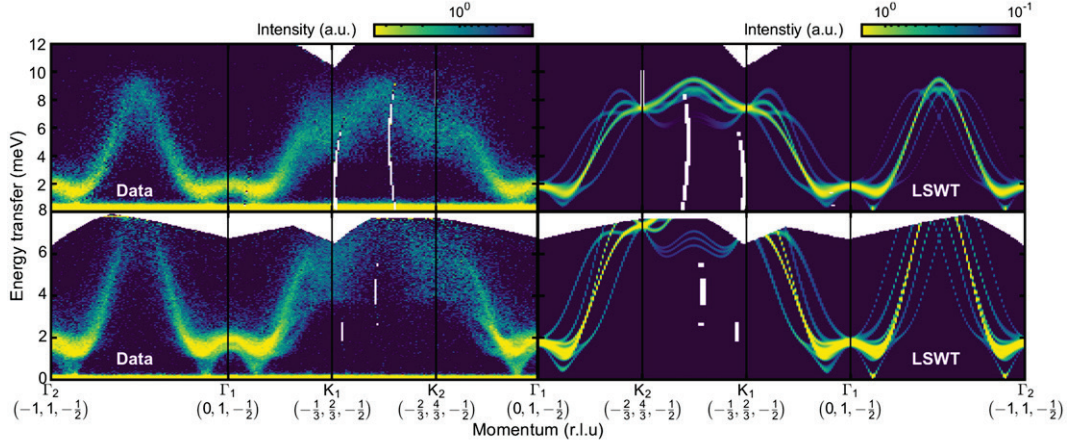 Intensity (a.u.) 10⁰
Intenstiy (a.u.) 10⁰ 10⁻¹
Energy transfer (meV)
12
10
8
6
4
2
8
Data
LSWT
6
4
2
0
Data
LSWT
Γ₂ Γ₁ K₁ K₂ Γ₁ K₂ K₁ Γ₁ Γ₂
(−1, 1, −½) (0, 1, −½) (−⅓, ⅔, −½) (−⅔, 4/3, −½) (0, 1, −½) (−⅔, 4/3, −½) (−⅓, ⅔, −½) (0, 1, −½) (−1, 1, −½)
Momentum (r.l.u)